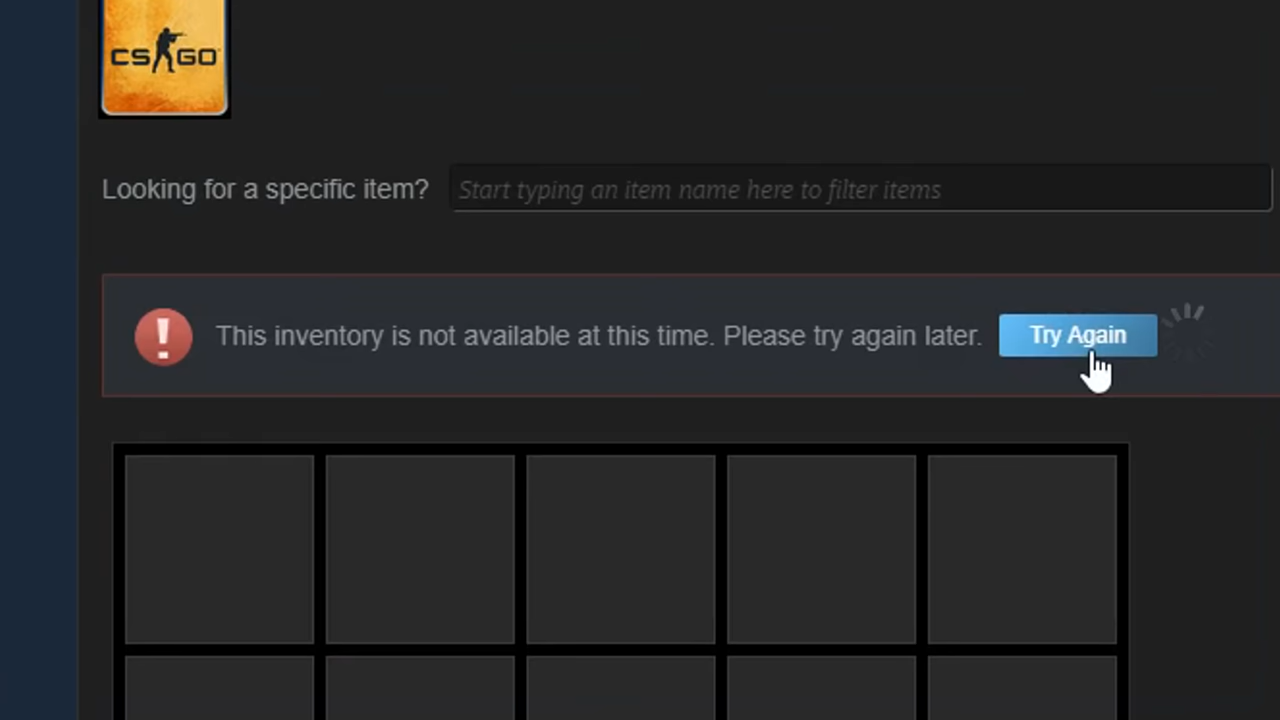 CS GO
Looking for a specific item? Start typing an item name here to filter items
This inventory is not available at this time. Please try again later. Try Again